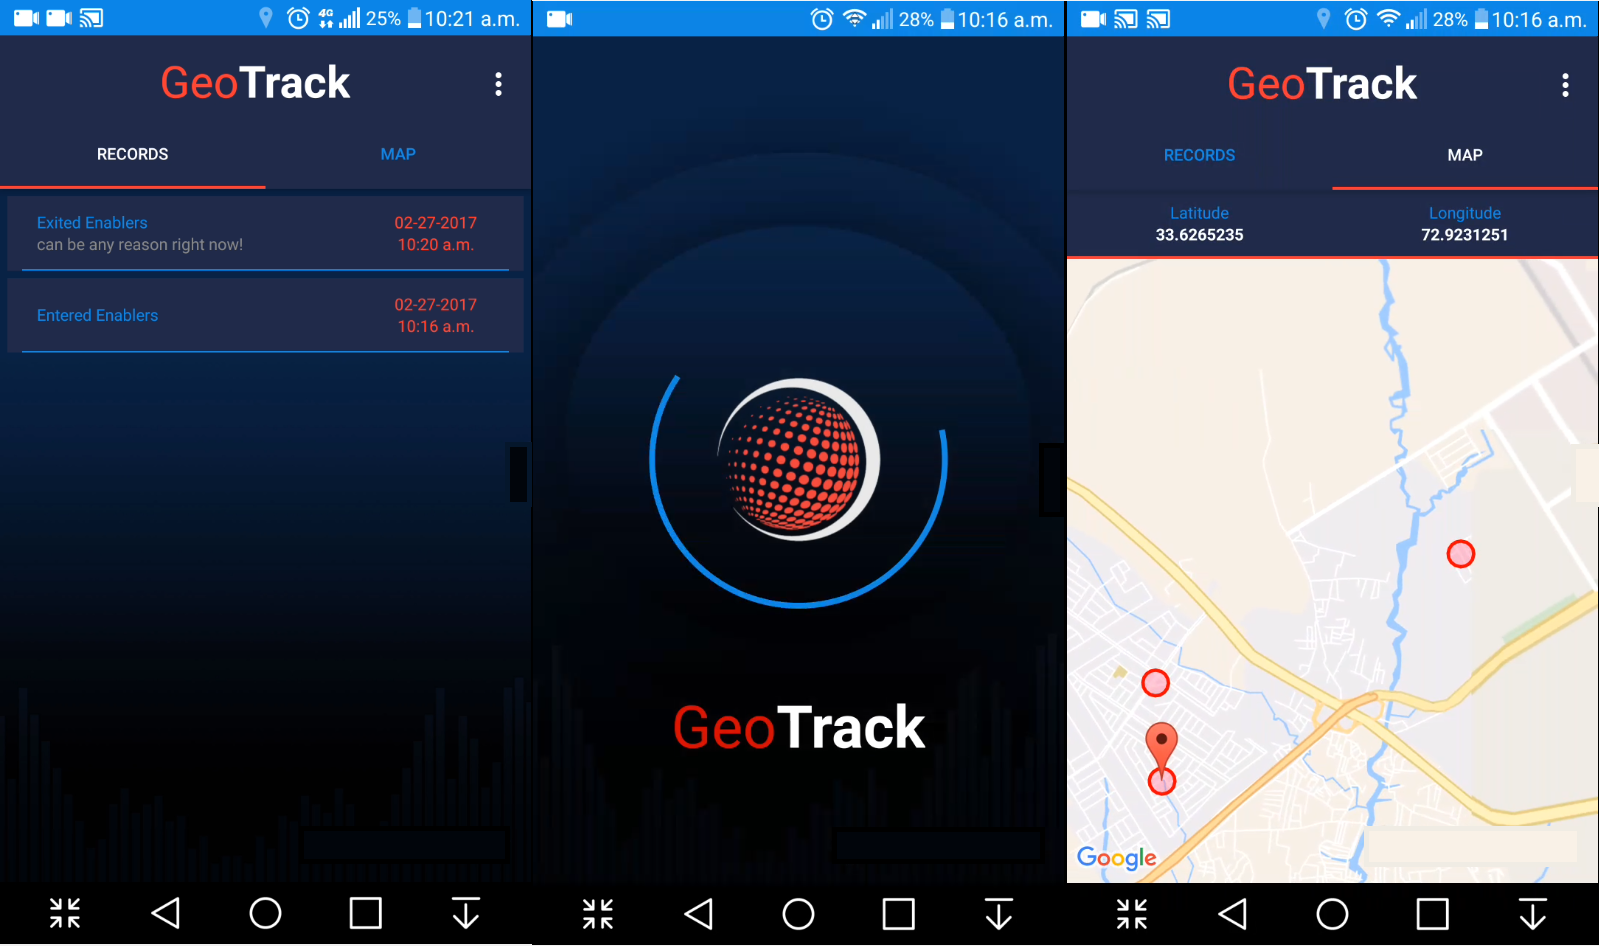 4G 25% 10:21 a.m.
GeoTrack
RECORDS MAP
Exited Enablers 02-27-2017
can be any reason right now! 10:20 a.m.
02-27-2017
Entered Enablers
10:16 a.m.
28% 10:16 a.m.
GeoTrack
28% 10:16 a.m.
GeoTrack
RECORDS MAP
Latitude Longitude
33.6265235 72.9231251
Google